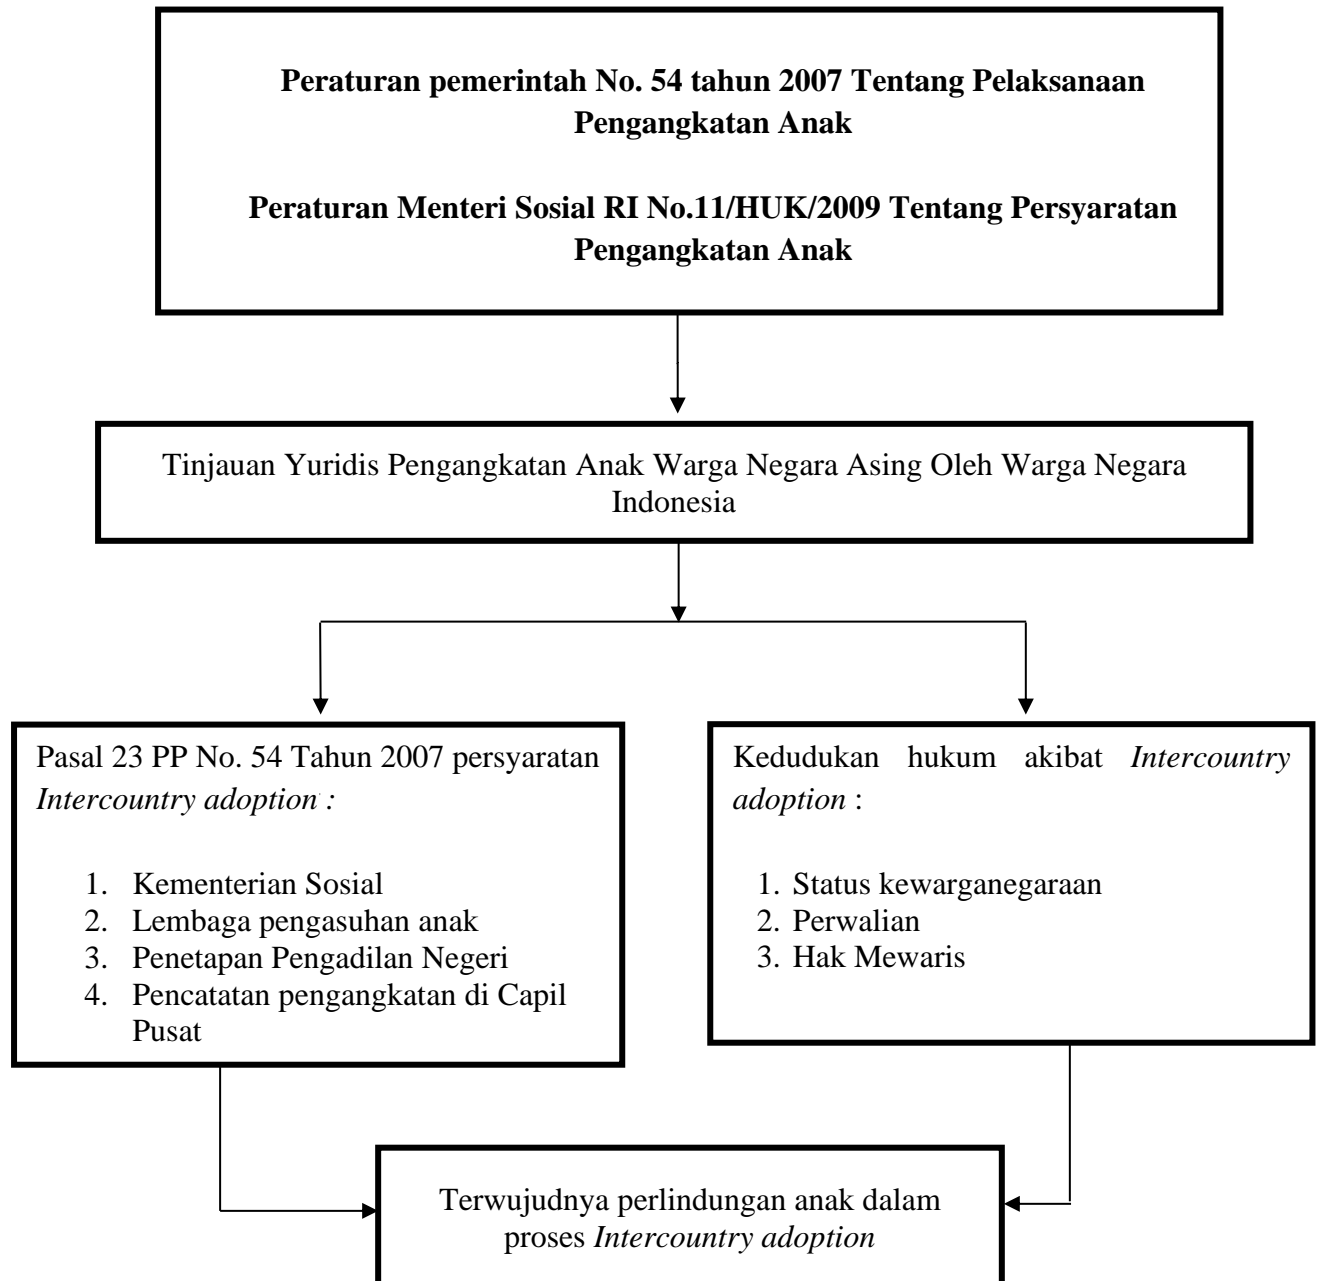 Peraturan pemerintah No. 54 tahun 2007 Tentang Pelaksanaan
Pengangkatan Anak
Peraturan Menteri Sosial RI No.11/HUK/2009 Tentang Persyaratan
Pengangkatan Anak
Tinjauan Yuridis Pengangkatan Anak Warga Negara Asing Oleh Warga Negara
Indonesia
Pasal 23 PP No. 54 Tahun 2007 persyaratan
Intercountry adoption :
1. Kementerian Sosial
2. Lembaga pengasuhan anak
3. Penetapan Pengadilan Negeri
4. Pencatatan pengangkatan di Capil
Pusat
Kedudukan hukum akibat Intercountry
adoption :
1. Status kewarganegaraan
2. Perwalian
3. Hak Mewaris
Terwujudnya perlindungan anak dalam
proses Intercountry adoption